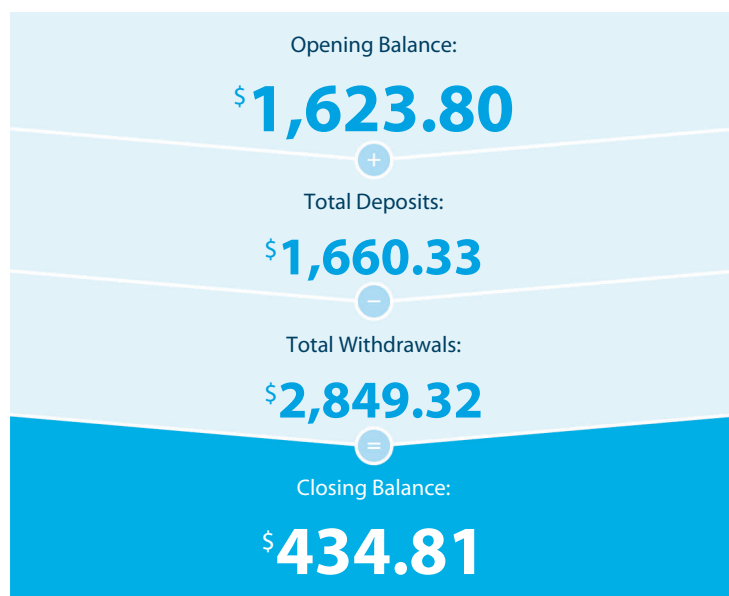 Opening Balance:
$1,623.80
+
Total Deposits:
$1,660.33
−
Total Withdrawals:
$2,849.32
=
Closing Balance:
$434.81